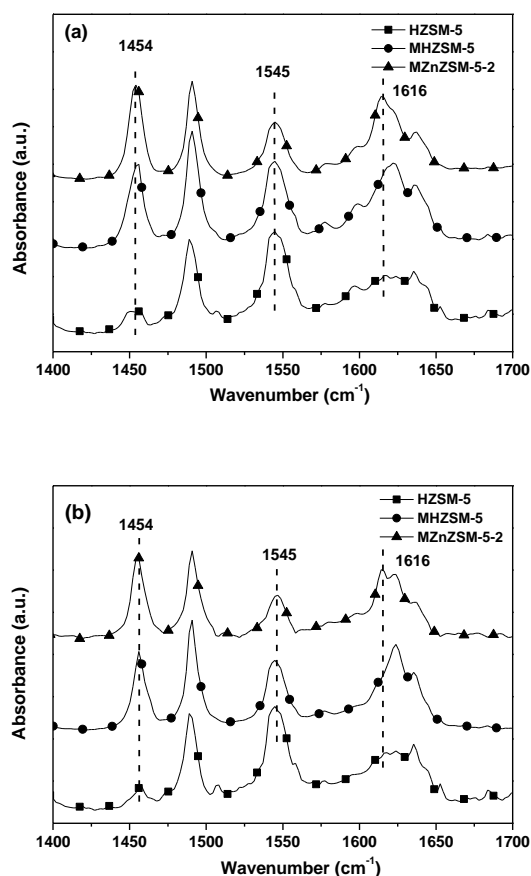 (a)
HZSM-5
MHZSM-5
MZnZSM-5-2
1454
1545
1616
Absorbance (a.u.)
1400 1450 1500 1550 1600 1650 1700
Wavenumber (cm⁻¹)
(b)
HZSM-5
MHZSM-5
MZnZSM-5-2
1454
1545
1616
Absorbance (a.u.)
1400 1450 1500 1550 1600 1650 1700
Wavenumber (cm⁻¹)